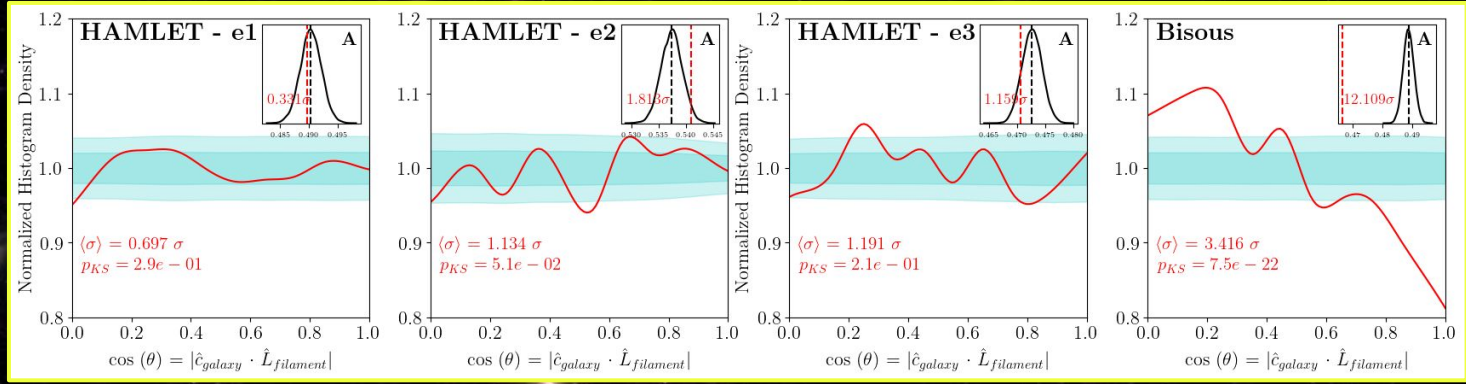 HAMLET - e1
Normalized Histogram Density
1.2
1.1
1.0
0.9
0.8
A
0.331σ
0.485 0.490 0.495
⟨σ⟩ = 0.697 σ
p_KS = 2.9e − 01
0.0 0.2 0.4 0.6 0.8 1.0
cos (θ) = |ĉ_galaxy · L̂_filament|
HAMLET - e2
1.2
1.1
1.0
0.9
0.8
A
1.813σ
0.530 0.535 0.540 0.545
⟨σ⟩ = 1.134 σ
p_KS = 5.1e − 02
0.0 0.2 0.4 0.6 0.8 1.0
cos (θ) = |ĉ_galaxy · L̂_filament|
HAMLET - e3
Normalized Histogram Density
1.2
1.1
1.0
0.9
0.8
A
1.159σ
0.465 0.470 0.475 0.480
⟨σ⟩ = 1.191 σ
p_KS = 2.1e − 01
0.0 0.2 0.4 0.6 0.8 1.0
cos (θ) = |ĉ_galaxy · L̂_filament|
Bisous
1.2
1.1
1.0
0.9
0.8
A
12.109σ
0.47 0.48 0.49
⟨σ⟩ = 3.416 σ
p_KS = 7.5e − 22
0.0 0.2 0.4 0.6 0.8 1.0
cos (θ) = |ĉ_galaxy · L̂_filament|